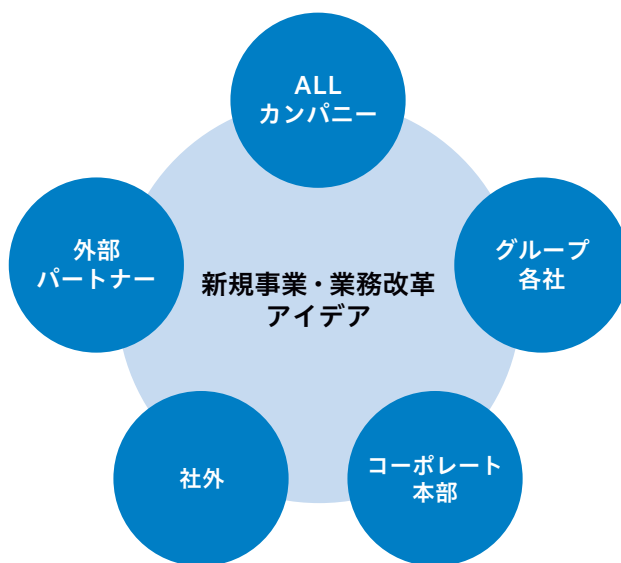 ALL
カンパニー
外部
パートナー
グループ
各社
新規事業・業務改革
アイデア
社外
コーポレート
本部